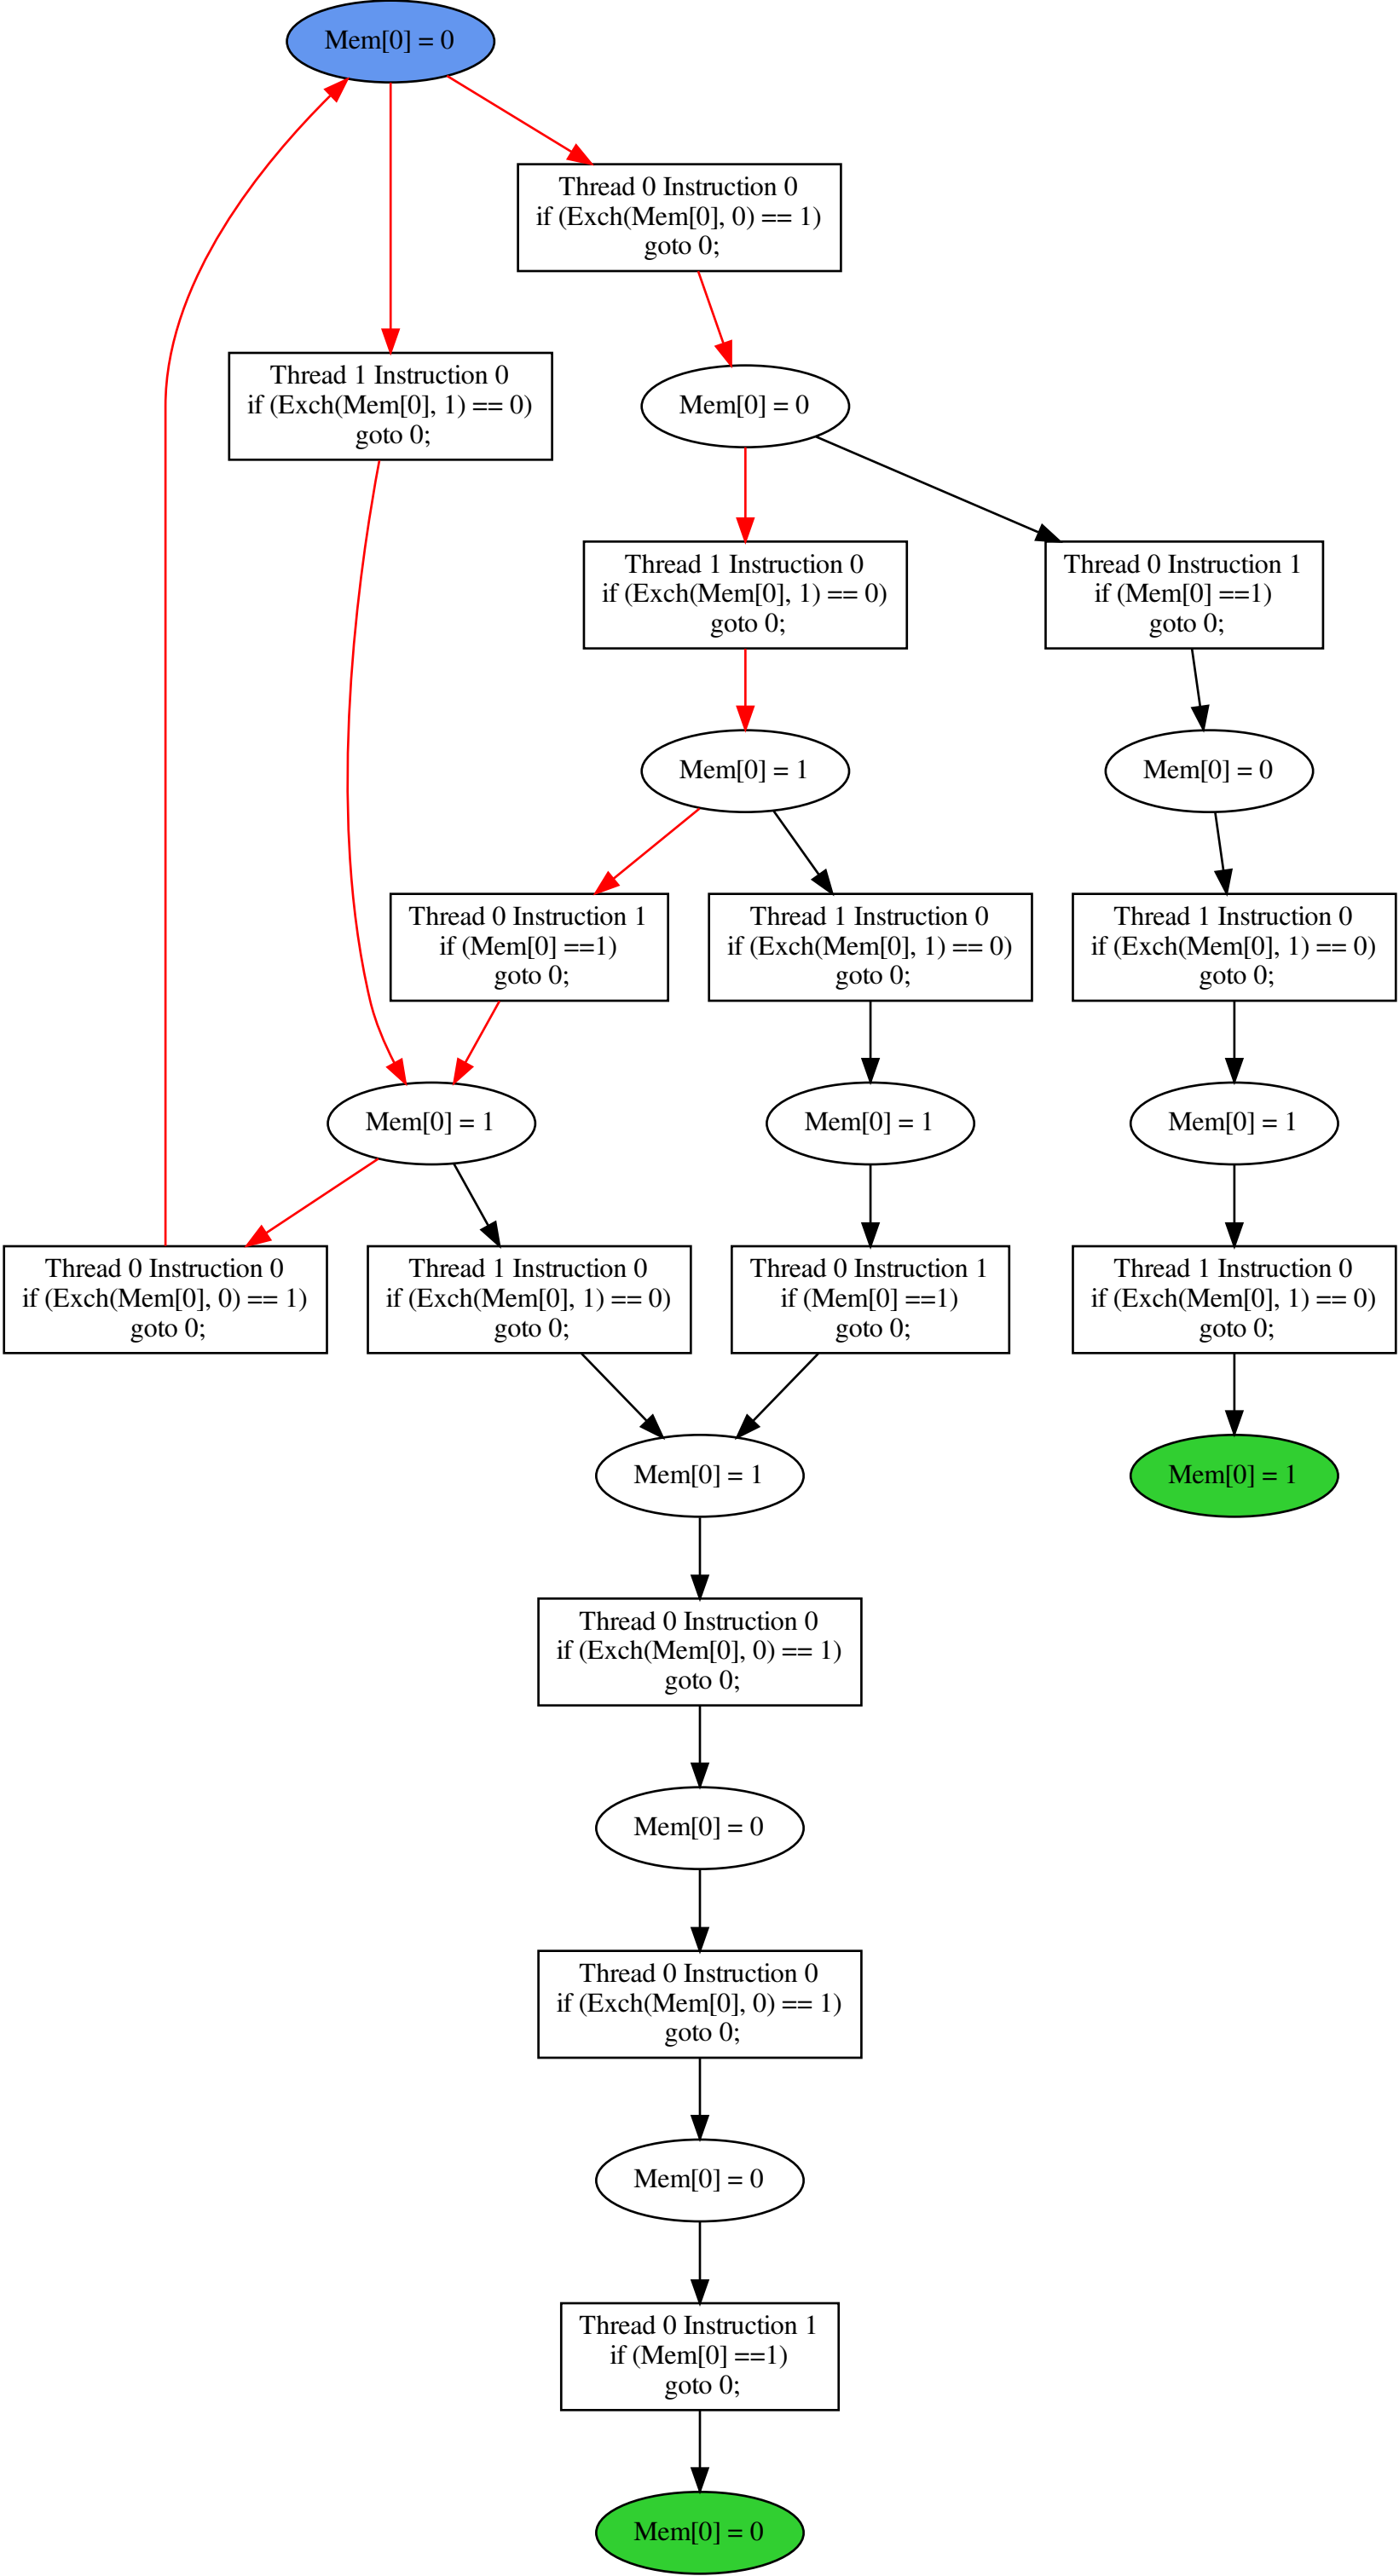 Mem[0] = 0
Thread 0 Instruction 0
if (Exch(Mem[0], 0) == 1)
goto 0;
Thread 1 Instruction 0
if (Exch(Mem[0], 1) == 0)
goto 0;
Mem[0] = 0
Thread 1 Instruction 0
if (Exch(Mem[0], 1) == 0)
goto 0;
Thread 0 Instruction 1
if (Mem[0] ==1)
goto 0;
Mem[0] = 1
Mem[0] = 0
Thread 0 Instruction 1
if (Mem[0] ==1)
goto 0;
Thread 1 Instruction 0
if (Exch(Mem[0], 1) == 0)
goto 0;
Thread 1 Instruction 0
if (Exch(Mem[0], 1) == 0)
goto 0;
Mem[0] = 1
Mem[0] = 1
Mem[0] = 1
Thread 0 Instruction 0
if (Exch(Mem[0], 0) == 1)
goto 0;
Thread 1 Instruction 0
if (Exch(Mem[0], 1) == 0)
goto 0;
Thread 0 Instruction 1
if (Mem[0] ==1)
goto 0;
Thread 1 Instruction 0
if (Exch(Mem[0], 1) == 0)
goto 0;
Mem[0] = 1
Mem[0] = 1
Thread 0 Instruction 0
if (Exch(Mem[0], 0) == 1)
goto 0;
Mem[0] = 0
Thread 0 Instruction 0
if (Exch(Mem[0], 0) == 1)
goto 0;
Mem[0] = 0
Thread 0 Instruction 1
if (Mem[0] ==1)
goto 0;
Mem[0] = 0